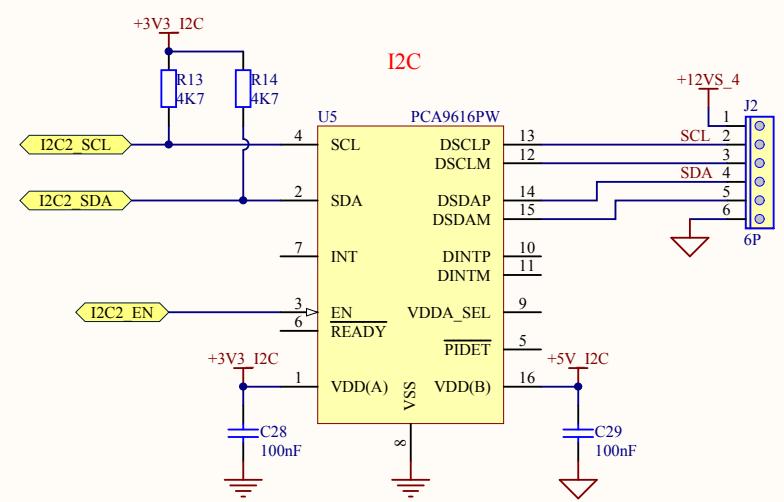 +3V3_I2C
I2C
R13
4K7
R14
4K7
+12VS_4
J2
U5
PCA9616PW
I2C2_SCL
4
SCL
DSCLP
13
SCL
1
2
DSCLM
12
3
I2C2_SDA
2
SDA
DSDAP
14
SDA
4
DSDAM
15
5
6
6P
7
INT
DINTP
10
DINTM
11
I2C2_EN
3
EN
VDDA_SEL
9
6
READY
PIDET
5
+3V3_I2C
1
VDD(A)
VDD(B)
16
+5V_I2C
VSS
8
C28
100nF
C29
100nF